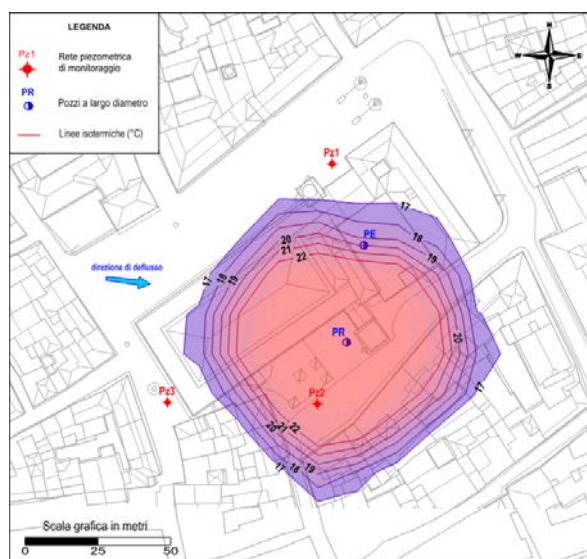 LEGENDA
Pz1
Rete piezometrica
di monitoraggio
PR
Pozzi a largo diametro
Linee isotermiche (°C)
N
W
E
S
Pz1
17
17
18
PE
20
21
22
19
direzione di deflusso
17
18
19
PR
20
Pz3
Pz2
17
20
21
22
17
18
19
Scala grafica in metri
0
25
50